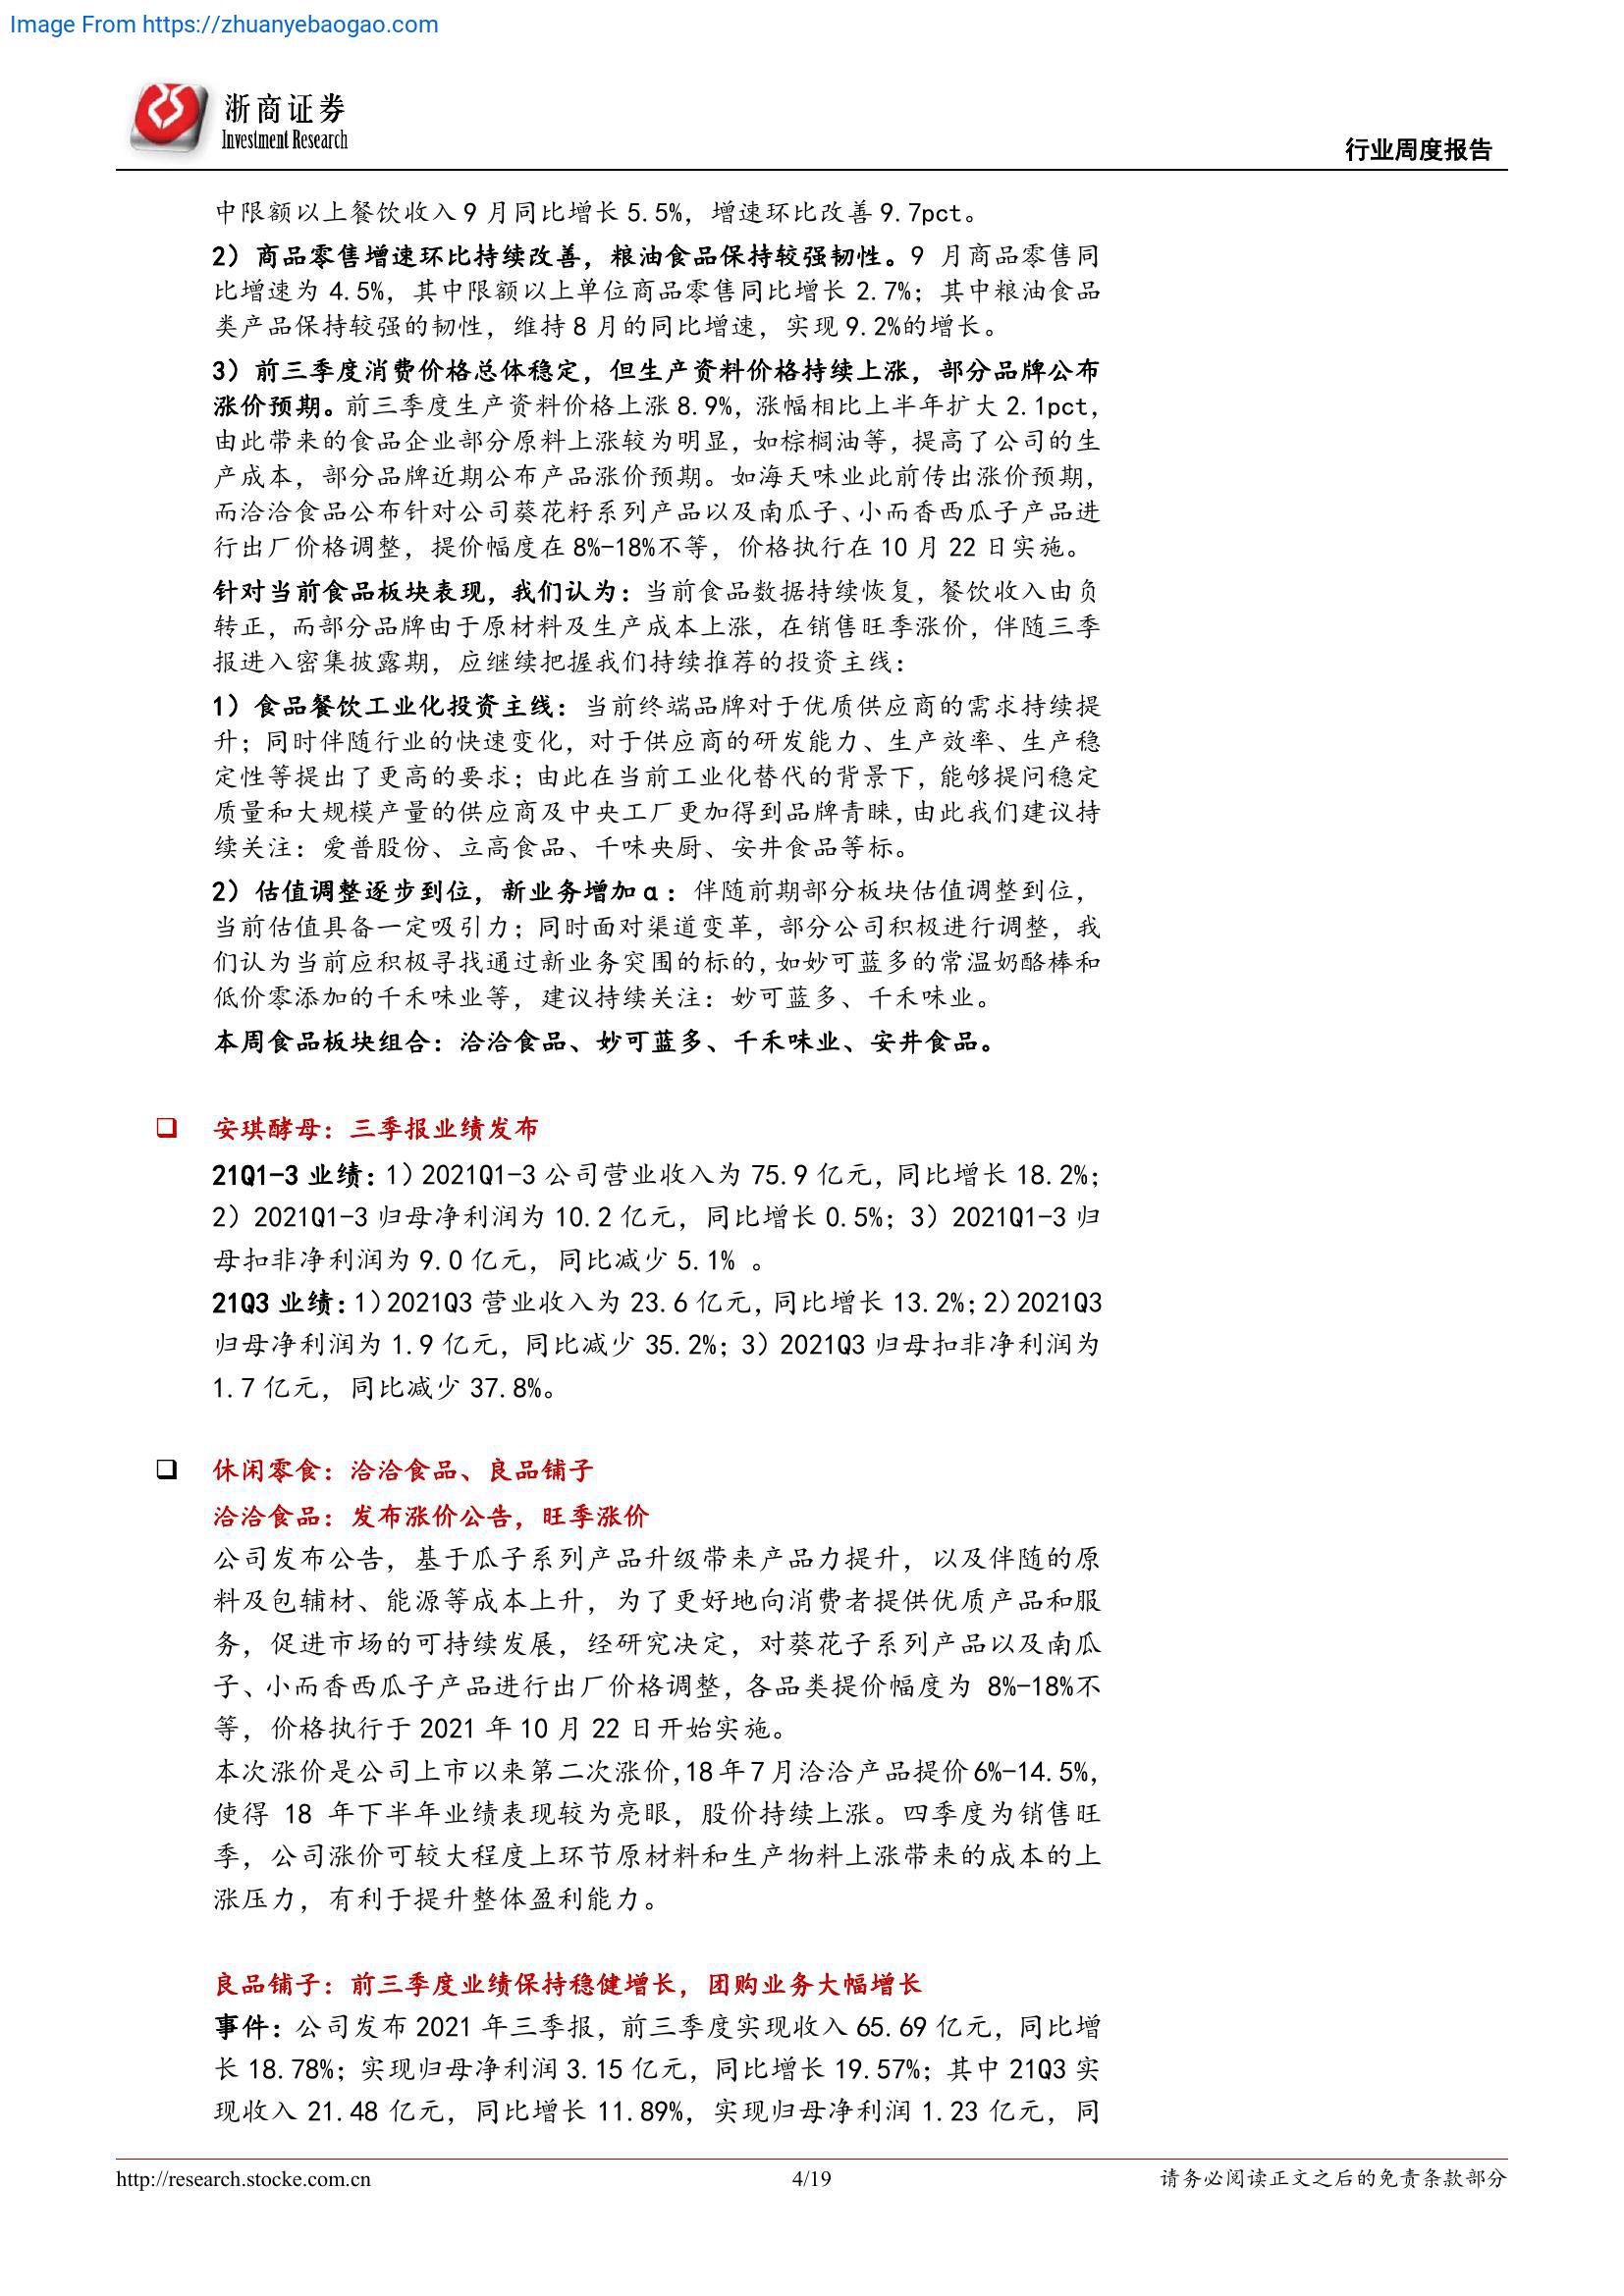 Image From https://zhuanyebaogao.com
浙商证券
Investment Research
行业周度报告
中限额以上餐饮收入 9 月同比增长 5.5%，增速环比改善 9.7pct。
2）商品零售增速环比持续改善，粮油食品保持较强韧性。9 月商品零售同
比增速为 4.5%，其中限额以上单位商品零售同比增长 2.7%；其中粮油食品
类产品保持较强的韧性，维持 8 月的同比增速，实现 9.2%的增长。
3）前三季度消费价格总体稳定，但生产资料价格持续上涨，部分品牌公布
涨价预期。前三季度生产资料价格上涨 8.9%，涨幅相比上半年扩大 2.1pct，
由此带来的食品企业部分原料上涨较为明显，如棕榈油等，提高了公司的生
产成本，部分品牌近期公布产品涨价预期。如海天味业此前传出涨价预期，
而洽洽食品公布针对公司葵花籽系列产品以及南瓜子、小而香西瓜子产品进
行出厂价格调整，提价幅度在 8%-18%不等，价格执行在 10 月 22 日实施。
针对当前食品板块表现，我们认为：当前食品数据持续恢复，餐饮收入由负
转正，而部分品牌由于原材料及生产成本上涨，在销售旺季涨价，伴随三季
报进入密集披露期，应继续把握我们持续推荐的投资主线：
1）食品餐饮工业化投资主线：当前终端品牌对于优质供应商的需求持续提
升；同时伴随行业的快速变化，对于供应商的研发能力、生产效率、生产稳
定性等提出了更高的要求；由此在当前工业化替代的背景下，能够提问稳定
质量和大规模产量的供应商及中央工厂更加得到品牌青睐，由此我们建议持
续关注：爱普股份、立高食品、千味央厨、安井食品等标。
2）估值调整逐步到位，新业务增加α：伴随前期部分板块估值调整到位，
当前估值具备一定吸引力；同时面对渠道变革，部分公司积极进行调整，我
们认为当前应积极寻找通过新业务突围的标的，如妙可蓝多的常温奶酪棒和
低价零添加的千禾味业等，建议持续关注：妙可蓝多、千禾味业。
本周食品板块组合：洽洽食品、妙可蓝多、千禾味业、安井食品。
❑ 安琪酵母：三季报业绩发布
21Q1-3 业绩：1）2021Q1-3 公司营业收入为 75.9 亿元，同比增长 18.2%；
2）2021Q1-3 归母净利润为 10.2 亿元，同比增长 0.5%；3）2021Q1-3 归
母扣非净利润为 9.0 亿元，同比减少 5.1% 。
21Q3 业绩：1）2021Q3 营业收入为 23.6 亿元，同比增长 13.2%；2）2021Q3
归母净利润为 1.9 亿元，同比减少 35.2%；3）2021Q3 归母扣非净利润为
1.7 亿元，同比减少 37.8%。
❑ 休闲零食：洽洽食品、良品铺子
洽洽食品：发布涨价公告，旺季涨价
公司发布公告，基于瓜子系列产品升级带来产品力提升，以及伴随的原
料及包辅材、能源等成本上升，为了更好地向消费者提供优质产品和服
务，促进市场的可持续发展，经研究决定，对葵花子系列产品以及南瓜
子、小而香西瓜子产品进行出厂价格调整，各品类提价幅度为 8%-18%不
等，价格执行于 2021 年 10 月 22 日开始实施。
本次涨价是公司上市以来第二次涨价，18 年 7 月洽洽产品提价 6%-14.5%，
使得 18 年下半年业绩表现较为亮眼，股价持续上涨。四季度为销售旺
季，公司涨价可较大程度上环节原材料和生产物料上涨带来的成本的上
涨压力，有利于提升整体盈利能力。
良品铺子：前三季度业绩保持稳健增长，团购业务大幅增长
事件：公司发布 2021 年三季报，前三季度实现收入 65.69 亿元，同比增
长 18.78%；实现归母净利润 3.15 亿元，同比增长 19.57%；其中 21Q3 实
现收入 21.48 亿元，同比增长 11.89%，实现归母净利润 1.23 亿元，同
http://research.stocke.com.cn
4/19
请务必阅读正文之后的免责条款部分